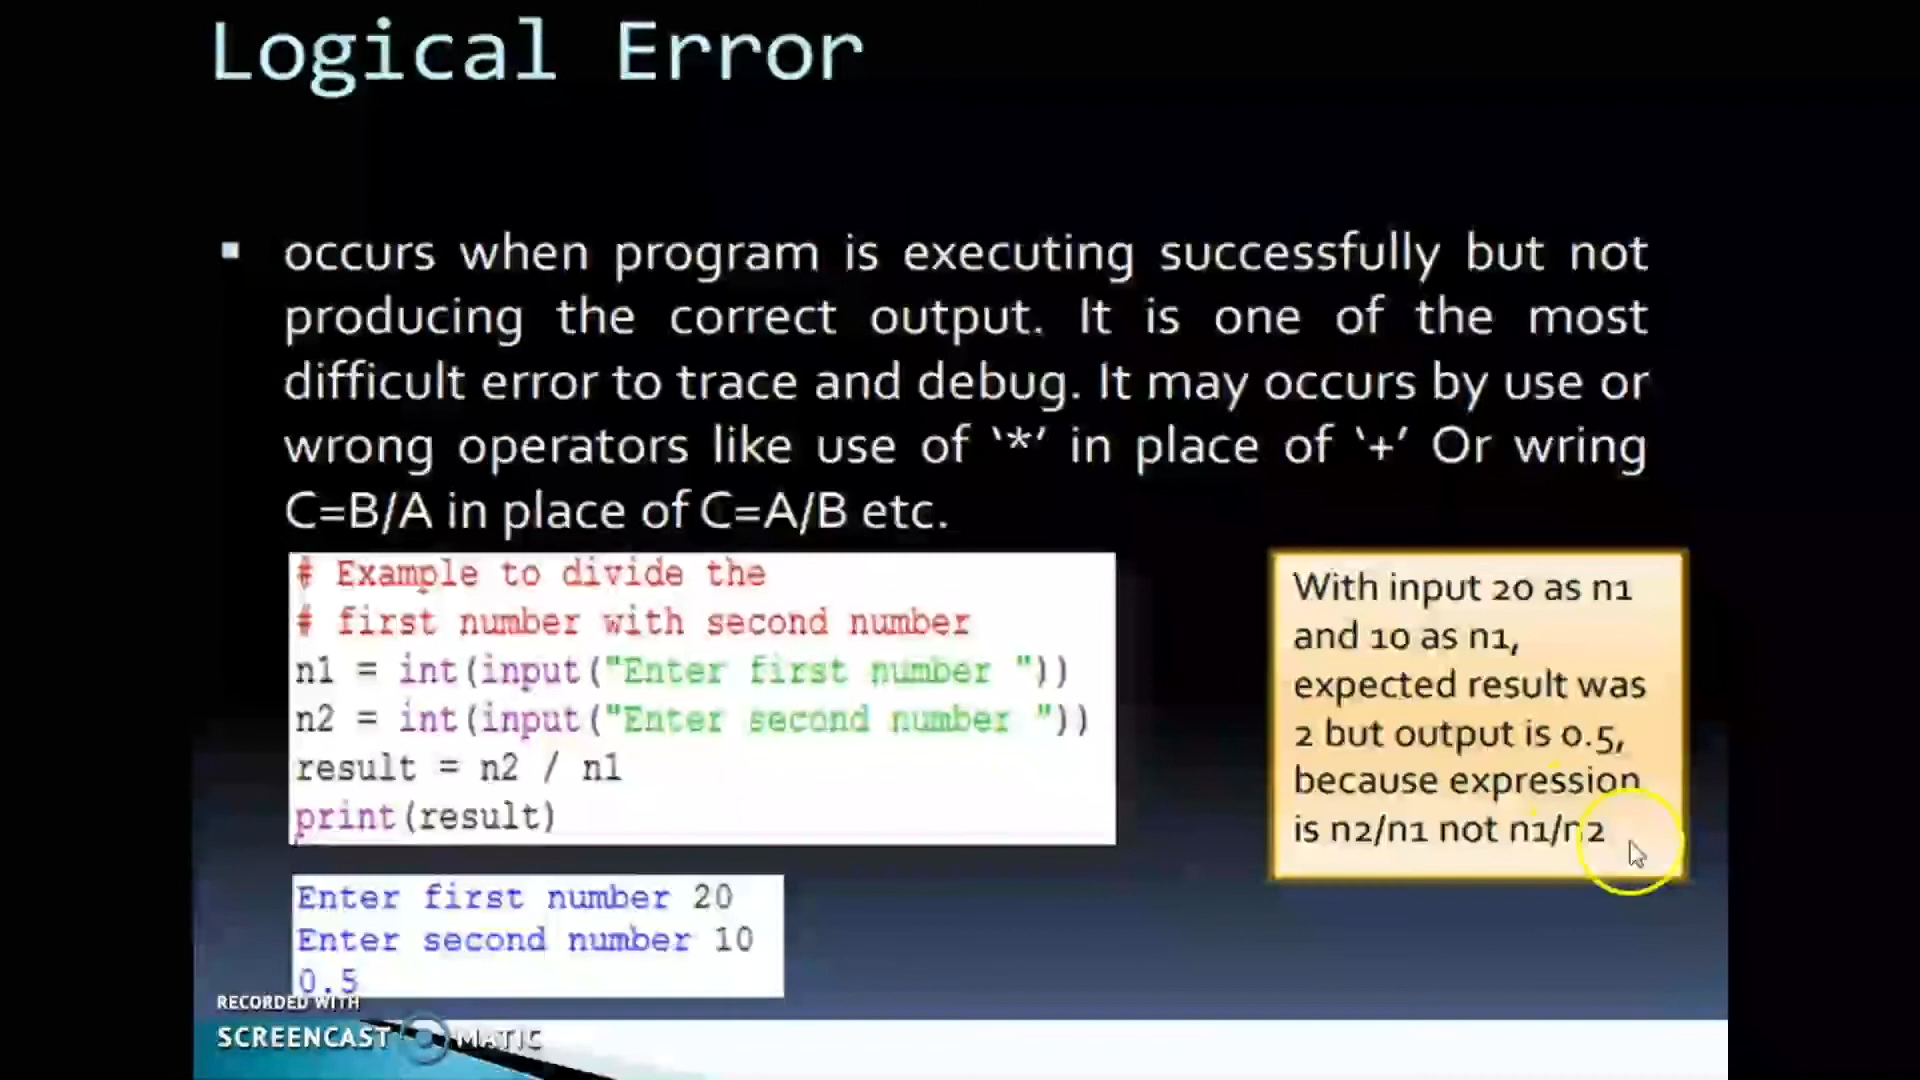 Logical Error
▪ occurs when program is executing successfully but not
producing the correct output. It is one of the most
difficult error to trace and debug. It may occurs by use or
wrong operators like use of ‘*’ in place of ‘+’ Or wring
C=B/A in place of C=A/B etc.
# Example to divide the
# first number with second number
n1 = int(input("Enter first number "))
n2 = int(input("Enter second number "))
result = n2 / n1
print(result)
With input 20 as n1
and 10 as n1,
expected result was
2 but output is 0.5,
because expression
is n2/n1 not n1/n2
Enter first number 20
Enter second number 10
0.5
RECORDED WITH
SCREENCAST MATIC